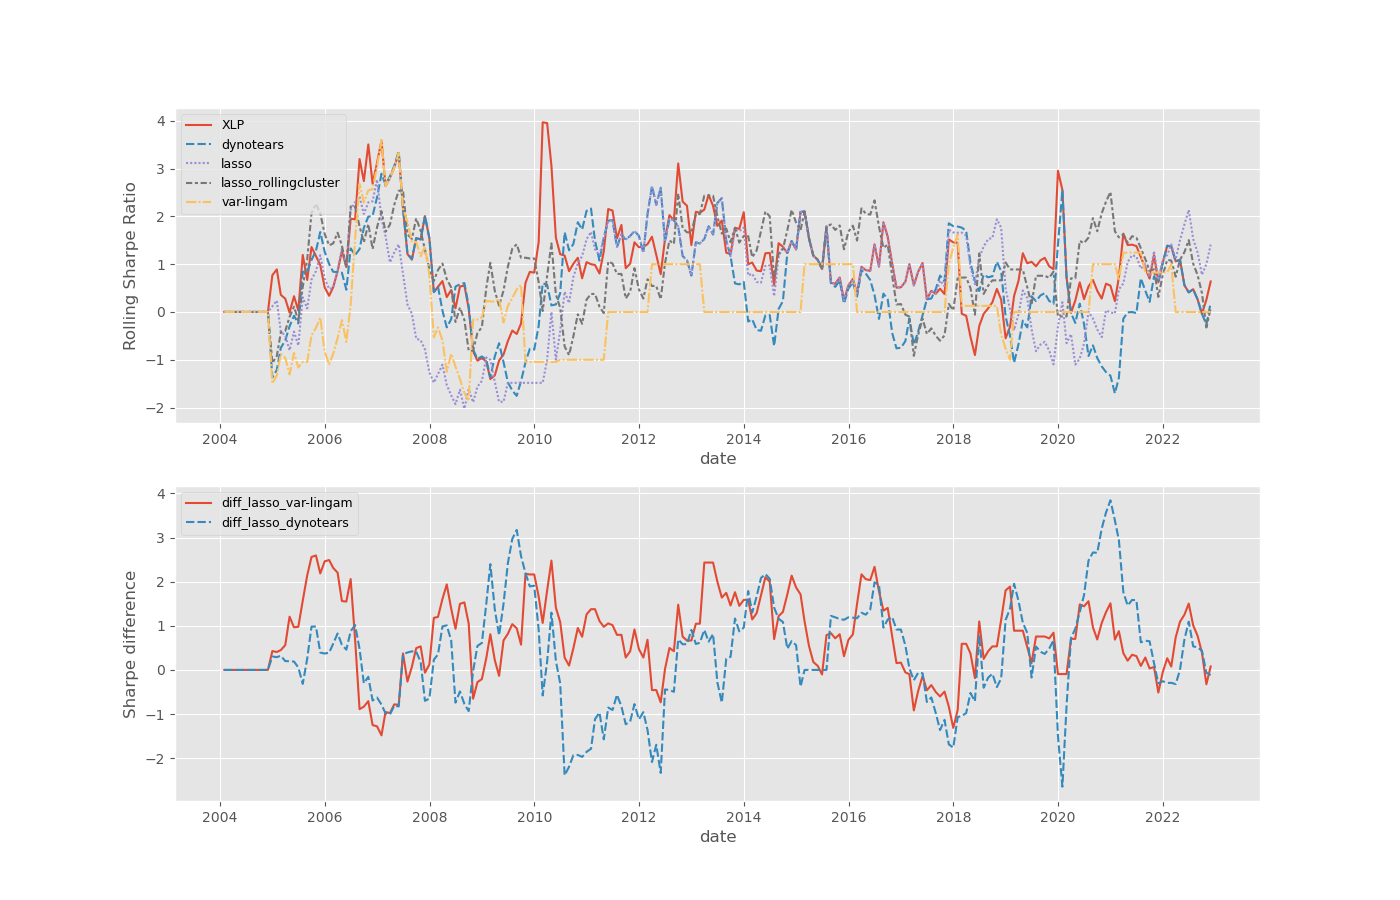 4
3
2
1
0
−1
−2
Rolling Sharpe Ratio
XLP
dynotears
lasso
lasso_rollingcluster
var-lingam
2004 2006 2008 2010 2012 2014 2016 2018 2020 2022
date
4
3
2
1
0
−1
−2
Sharpe difference
diff_lasso_var-lingam
diff_lasso_dynotears
2004 2006 2008 2010 2012 2014 2016 2018 2020 2022
date